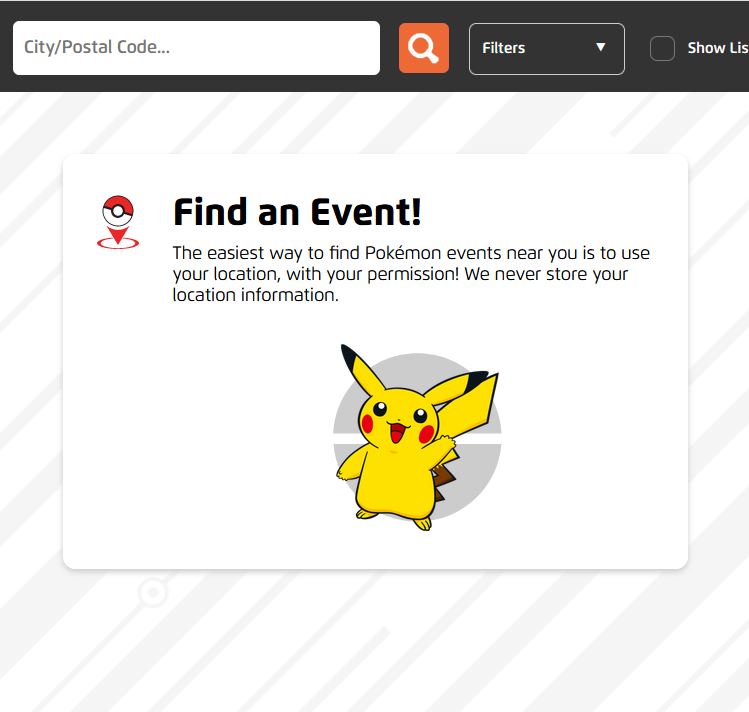 City/Postal Code...
Filters
Show Lis
Find an Event!
The easiest way to find Pokémon events near you is to use
your location, with your permission! We never store your
location information.